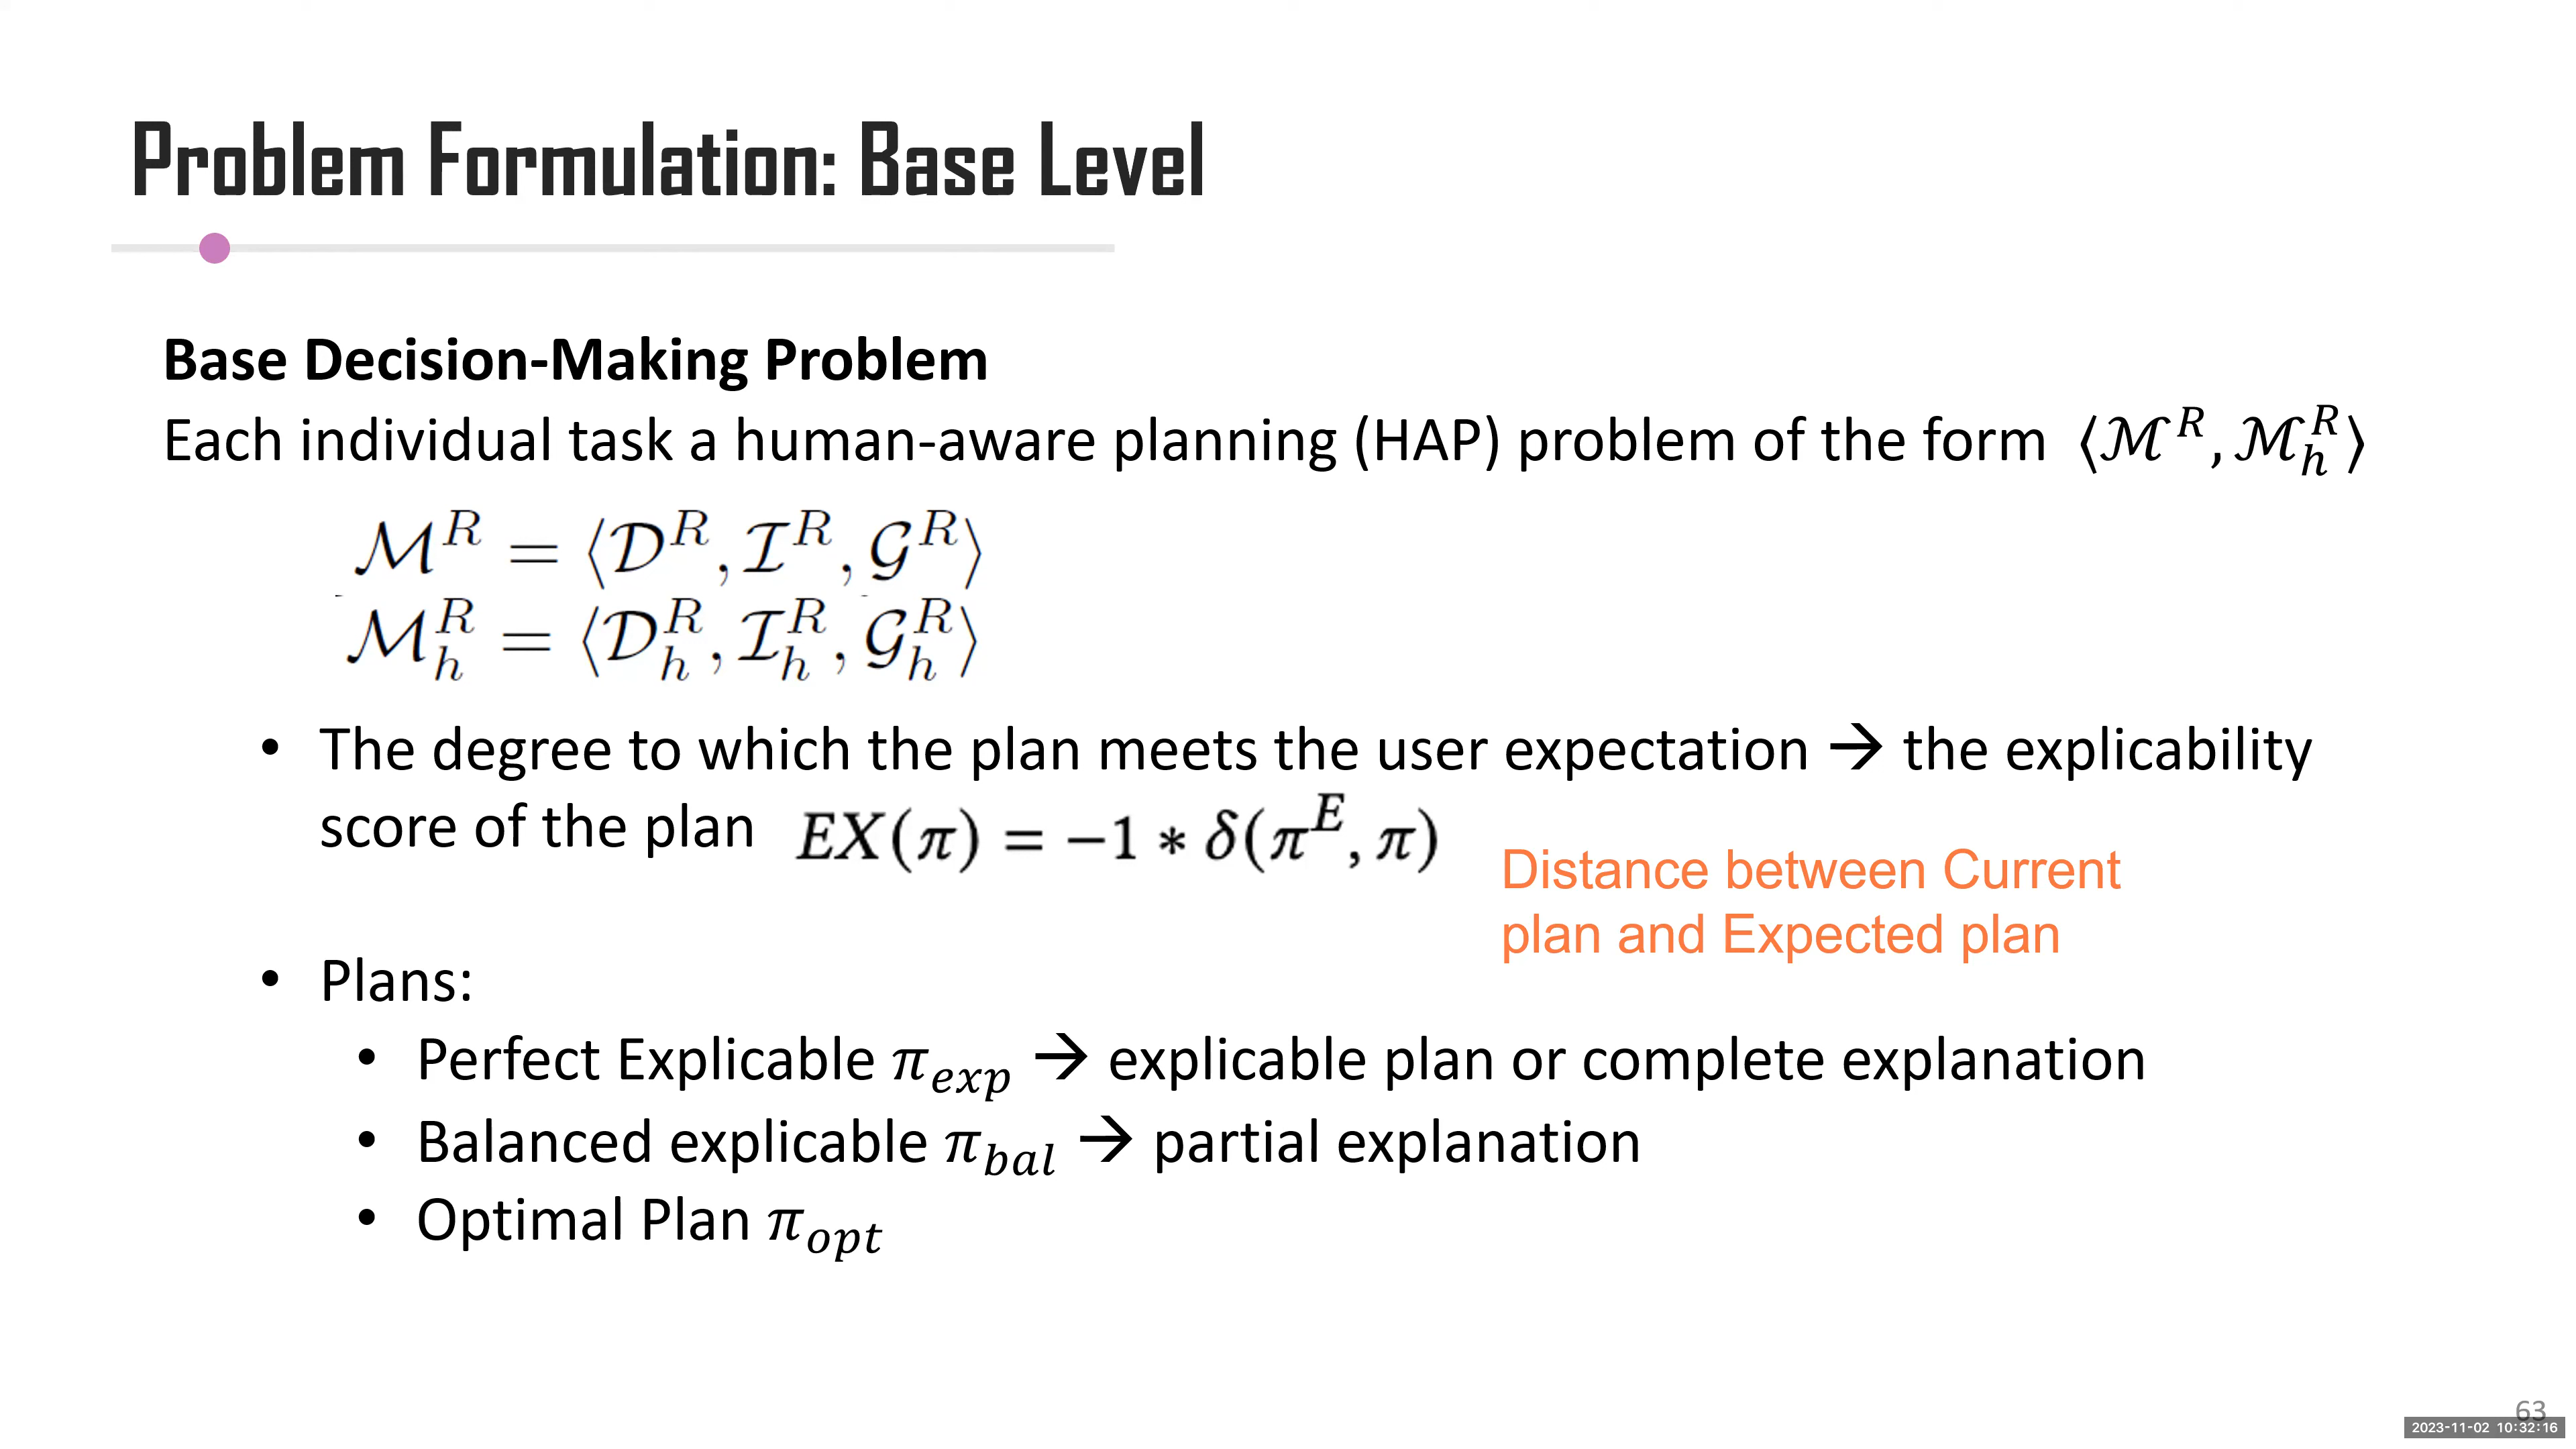 Problem Formulation: Base Level
Base Decision-Making Problem
Each individual task a human-aware planning (HAP) problem of the form ⟨ℳ^R, ℳ_h^R⟩
ℳ^R = ⟨𝒟^R, ℐ^R, 𝒢^R⟩
ℳ_h^R = ⟨𝒟_h^R, ℐ_h^R, 𝒢_h^R⟩
• The degree to which the plan meets the user expectation → the explicability
score of the plan EX(π) = −1 * δ(π^E, π)
Distance between Current
plan and Expected plan
• Plans:
• Perfect Explicable π_exp → explicable plan or complete explanation
• Balanced explicable π_bal → partial explanation
• Optimal Plan π_opt
63
2023-11-02 10:32:16